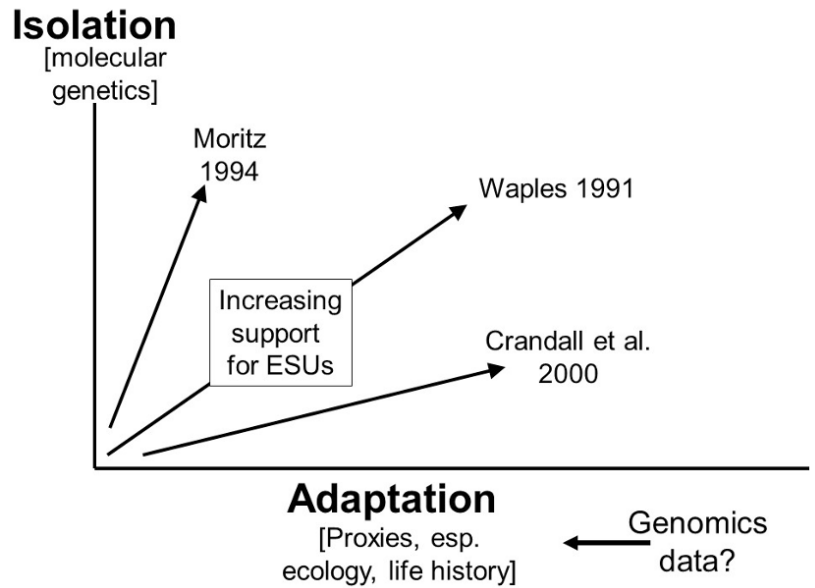 Isolation
[molecular
genetics]
Moritz
1994
Waples 1991
Increasing
support
for ESUs
Crandall et al.
2000
Adaptation
[Proxies, esp.
ecology, life history]
Genomics
data?